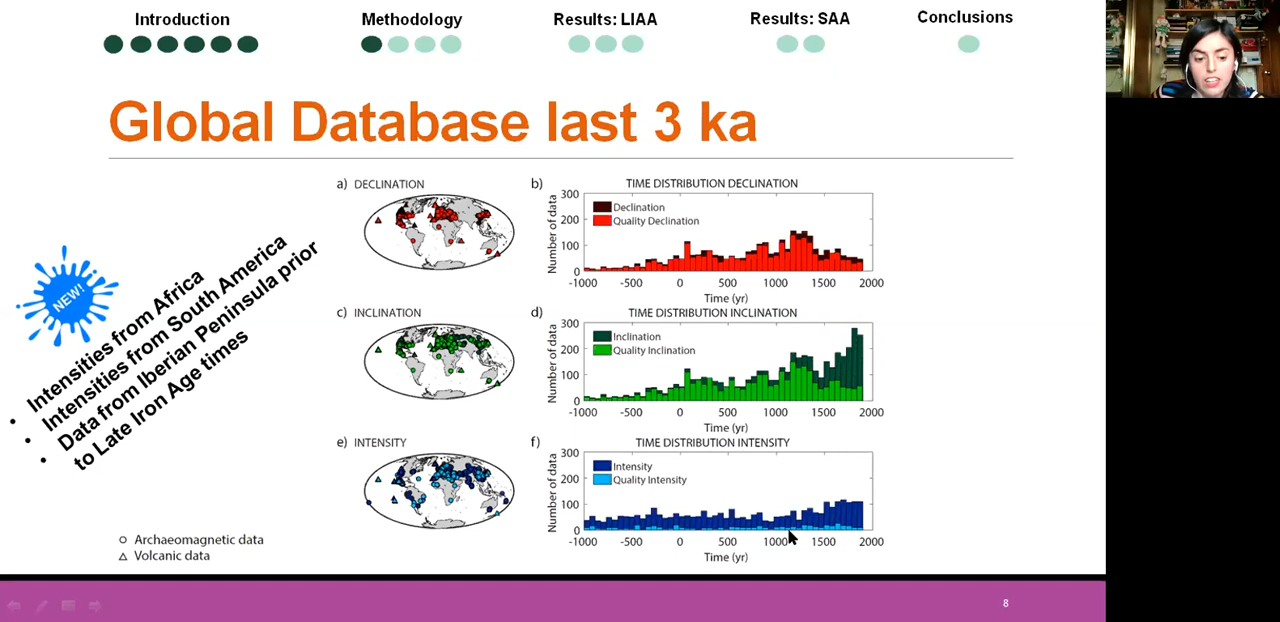 Introduction
Methodology
Results: LIAA
Results: SAA
Conclusions
Global Database last 3 ka
NEW!
• Intensities from Africa
• Intensities from South America
• Data from Iberian Peninsula prior
to Late Iron Age times
a) DECLINATION
b) TIME DISTRIBUTION DECLINATION
Number of data
300
200
100
0
Declination
Quality Declination
-1000 -500 0 500 1000 1500 2000
Time (yr)
c) INCLINATION
d) TIME DISTRIBUTION INCLINATION
Number of data
300
200
100
0
Inclination
Quality Inclination
-1000 -500 0 500 1000 1500 2000
Time (yr)
e) INTENSITY
f) TIME DISTRIBUTION INTENSITY
Number of data
300
200
100
0
Intensity
Quality Intensity
-1000 -500 0 500 1000 1500 2000
Time (yr)
Archaeomagnetic data
Volcanic data
8